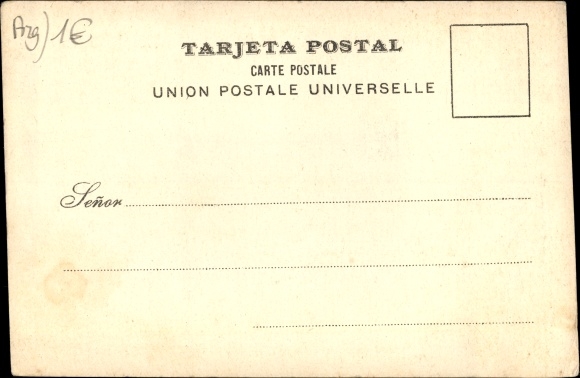 Arg) 1€
TARJETA POSTAL
CARTE POSTALE
UNION POSTALE UNIVERSELLE
Señor